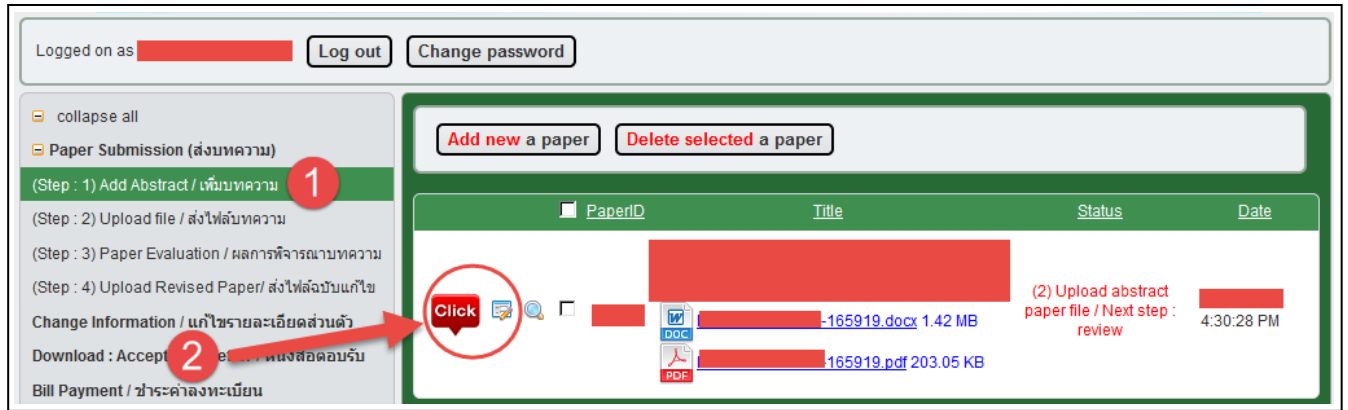 Logged on as Log out Change password
collapse all
Paper Submission (ส่งบทความ)
(Step : 1) Add Abstract / เพิ่มบทความ 1
(Step : 2) Upload file / ส่งไฟล์บทความ
(Step : 3) Paper Evaluation / ผลการพิจารณาบทความ
(Step : 4) Upload Revised Paper/ ส่งไฟล์ฉบับแก้ไข
Change Information / แก้ไขรายละเอียดส่วนตัว
Download : Accept 2 หนังสือตอบรับ
Bill Payment / ชำระค่าลงทะเบียน
Add new a paper Delete selected a paper
PaperID Title Status Date
Click
DOC -165919.docx 1.42 MB
PDF -165919.pdf 203.05 KB
(2) Upload abstract
paper file / Next step :
review
4:30:28 PM